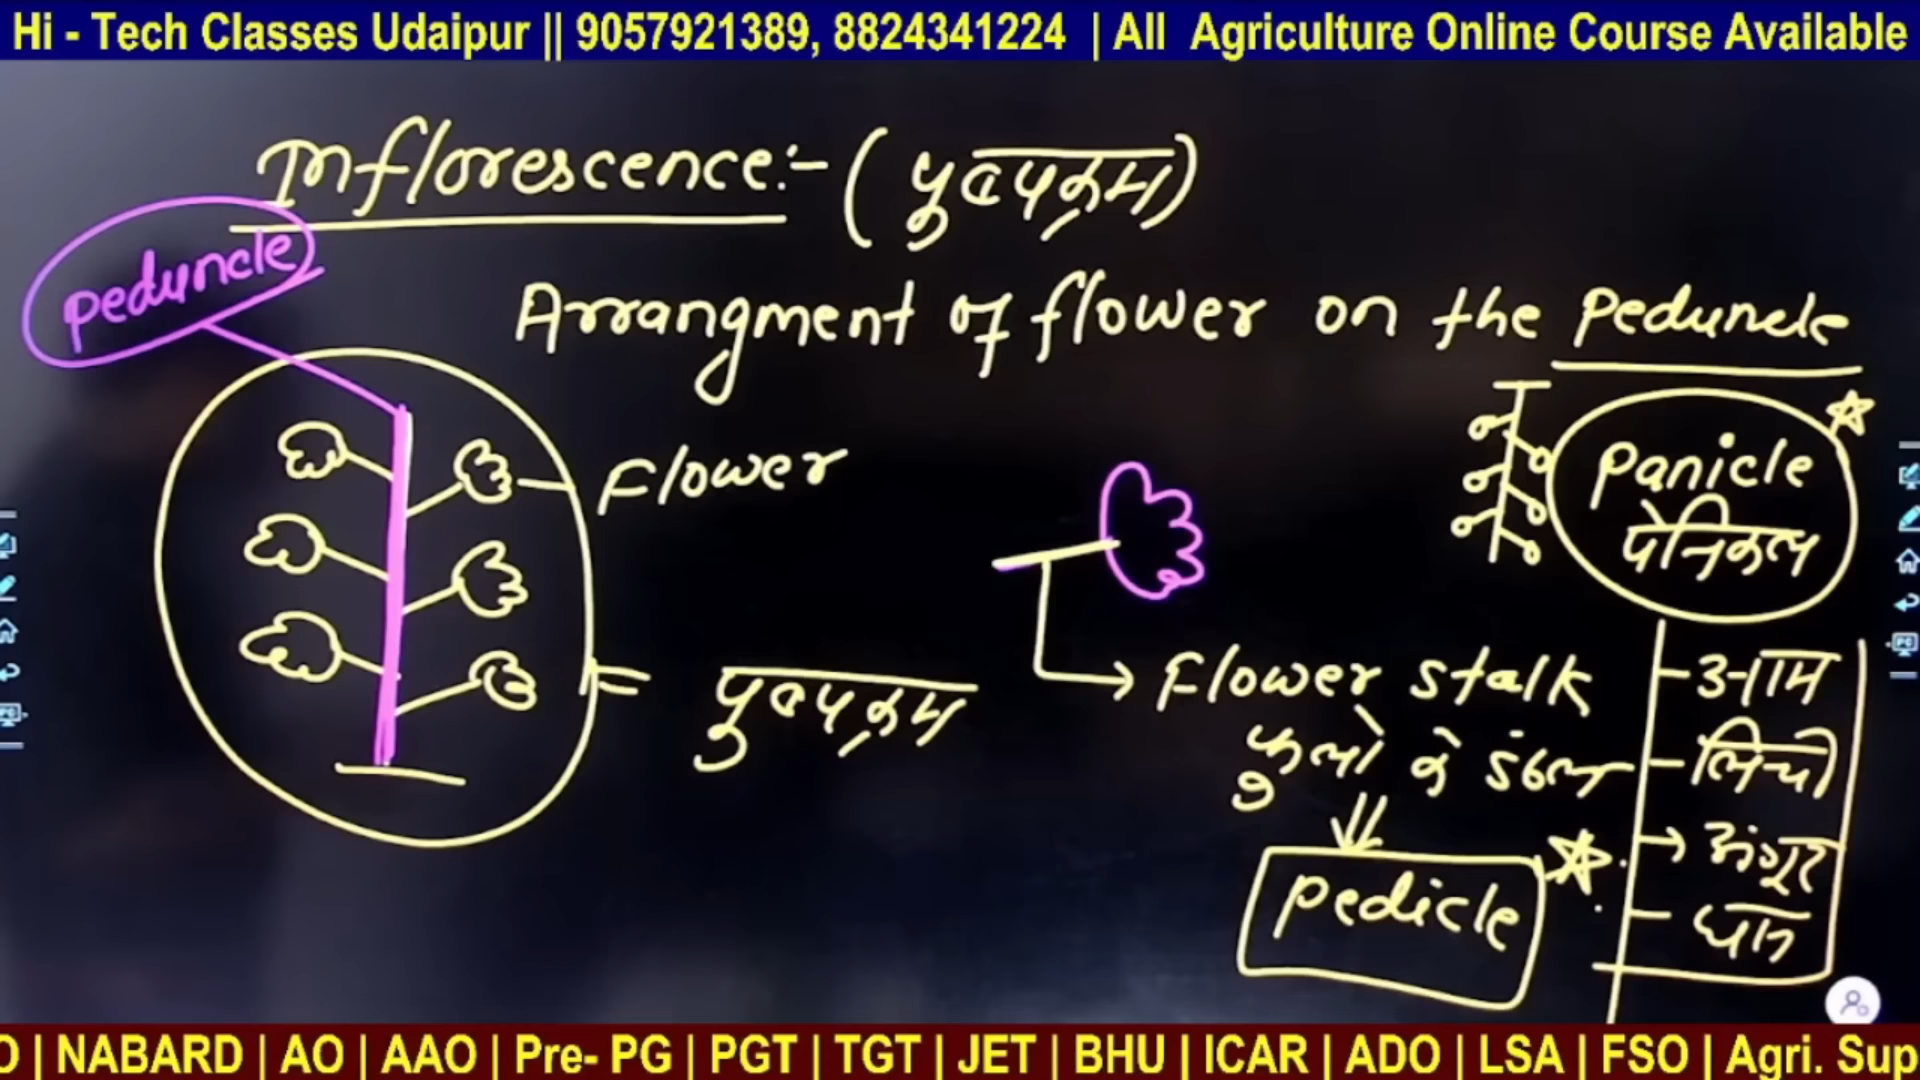 Hi - Tech Classes Udaipur || 9057921389, 8824341224 | All Agriculture Online Course Available
Inflorescence:- (पुवपक्रम)
peduncle
Arrangment of flower on the Peduncle
Flower
panicle
पेनिकल
Flower stalk
फुलो के डंठल
= पुवपक्रम
pedicle
आम
लिची
अंगूर
धान
O | NABARD | AO | AAO | Pre- PG | PGT | TGT | JET | BHU | ICAR | ADO | LSA | FSO | Agri. Sup